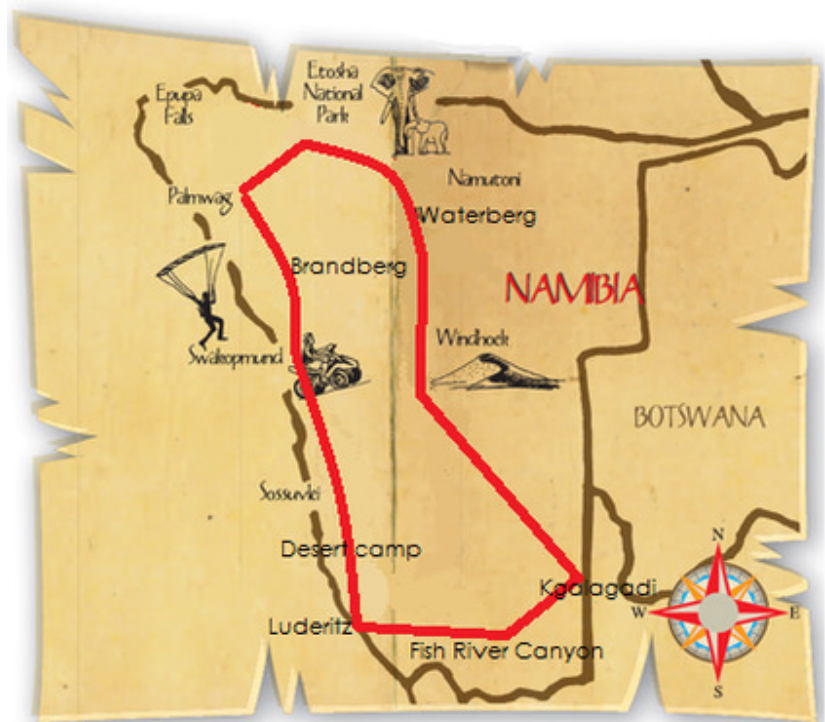 Etosha
National
Park
Epupa
Falls
Namutoni
Palmwag
Waterberg
Brandberg
NAMIBIA
Windhoek
Swakopmund
BOTSWANA
Sossuvlei
Desert camp
Kgalagadi
Luderitz
Fish River Canyon
N
W
E
S